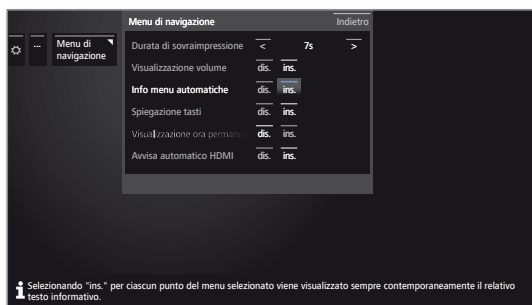 Menu di navigazione Indietro
... Menu di navigazione
Durata di sovraimpressione < 7s >
Visualizzazione volume dis. ins.
Info menu automatiche dis. ins.
Spiegazione tasti dis. ins.
Visualizzazione ora permanen dis. ins.
Avvisa automatico HDMI dis. ins.
i Selezionando "ins." per ciascun punto del menu selezionato viene visualizzato sempre contemporaneamente il relativo
testo informativo.